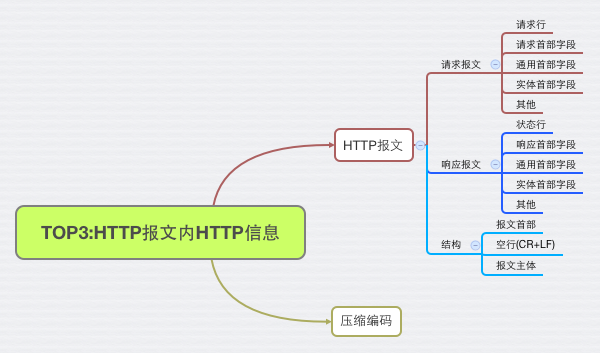 TOP3:HTTP报文内HTTP信息
HTTP报文
请求报文
请求行
请求首部字段
通用首部字段
实体首部字段
其他
响应报文
状态行
响应首部字段
通用首部字段
实体首部字段
其他
结构
报文首部
空行(CR+LF)
报文主体
压缩编码